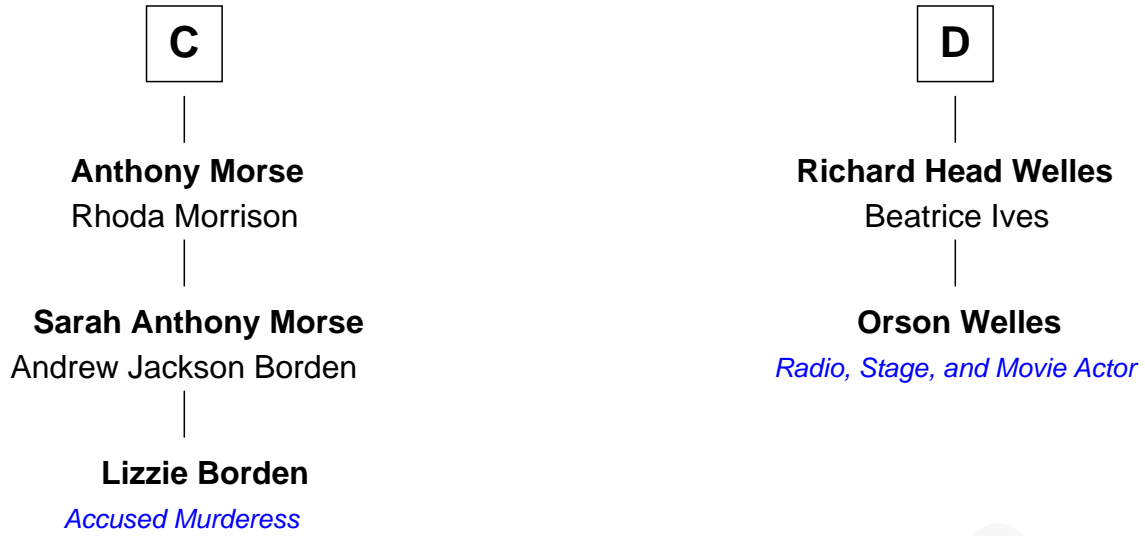 C
Anthony Morse
Rhoda Morrison
Sarah Anthony Morse
Andrew Jackson Borden
Lizzie Borden
Accused Murderess
D
Richard Head Welles
Beatrice Ives
Orson Welles
Radio, Stage, and Movie Actor